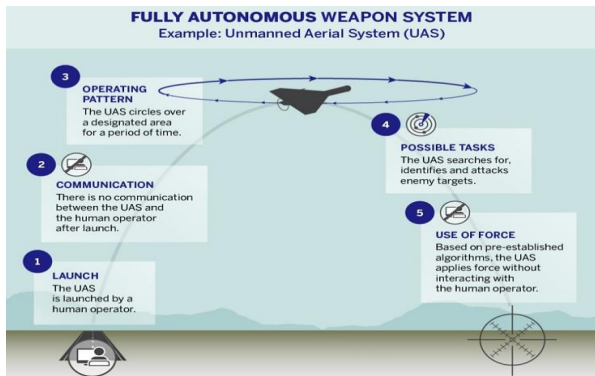 FULLY AUTONOMOUS WEAPON SYSTEM
Example: Unmanned Aerial System (UAS)
3
OPERATING
PATTERN
The UAS circles over
a designated area
for a period of time.
4
POSSIBLE TASKS
The UAS searches for,
identifies and attacks
enemy targets.
2
COMMUNICATION
There is no communication
between the UAS and
the human operator
after launch.
5
USE OF FORCE
Based on pre-established
algorithms, the UAS
applies force without
interacting with
the human operator.
1
LAUNCH
The UAS
is launched by a
human operator.